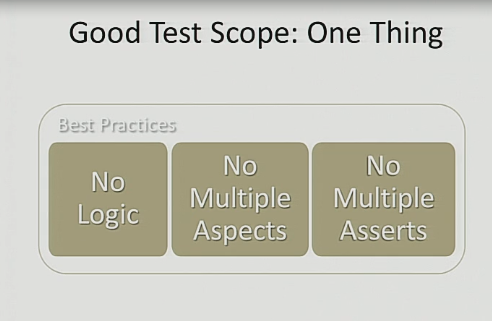 Good Test Scope: One Thing
Best Practices
No
Logic
No
Multiple
Aspects
No
Multiple
Asserts